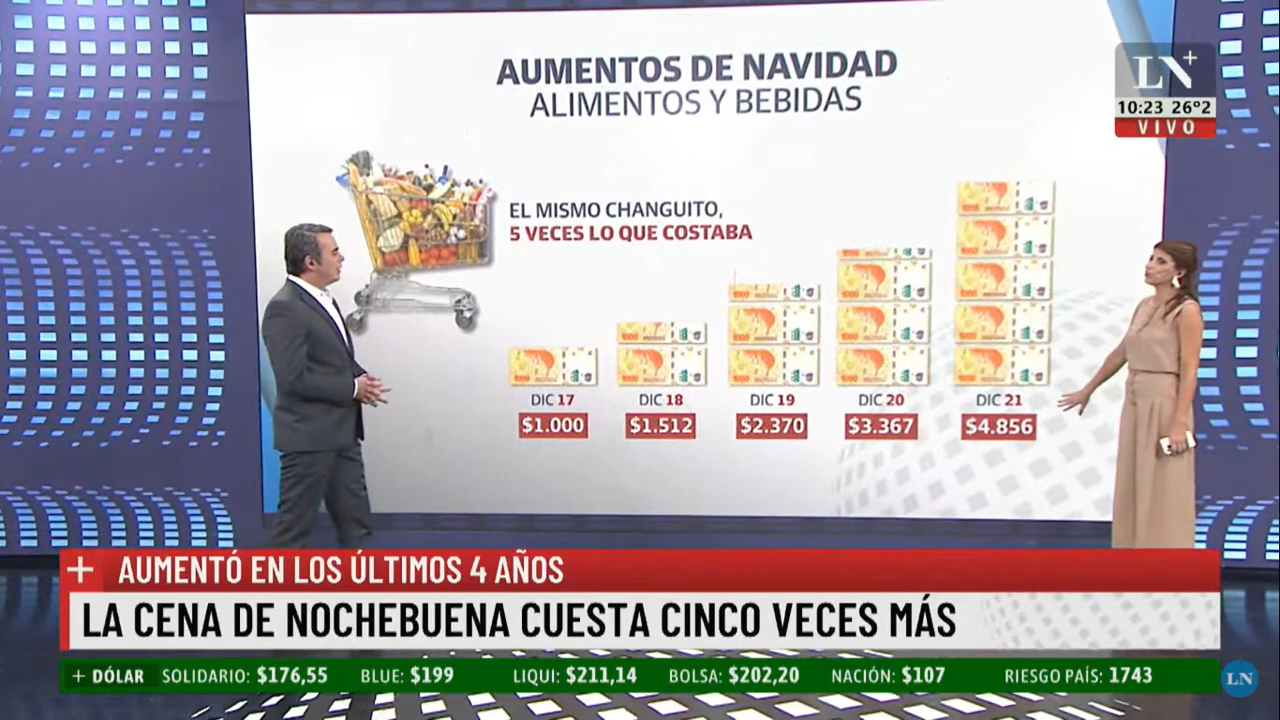 AUMENTOS DE NAVIDAD
ALIMENTOS Y BEBIDAS
LN+
10:23 26°2
VIVO
EL MISMO CHANGUITO,
5 VECES LO QUE COSTABA
DIC 17 DIC 18 DIC 19 DIC 20 DIC 21
$1.000 $1.512 $2.370 $3.367 $4.856
+ AUMENTÓ EN LOS ÚLTIMOS 4 AÑOS
LA CENA DE NOCHEBUENA CUESTA CINCO VECES MÁS
+ DÓLAR SOLIDARIO: $176,55 BLUE: $199 LIQUI: $211,14 BOLSA: $202,20 NACIÓN: $107 RIESGO PAÍS: 1743 LN